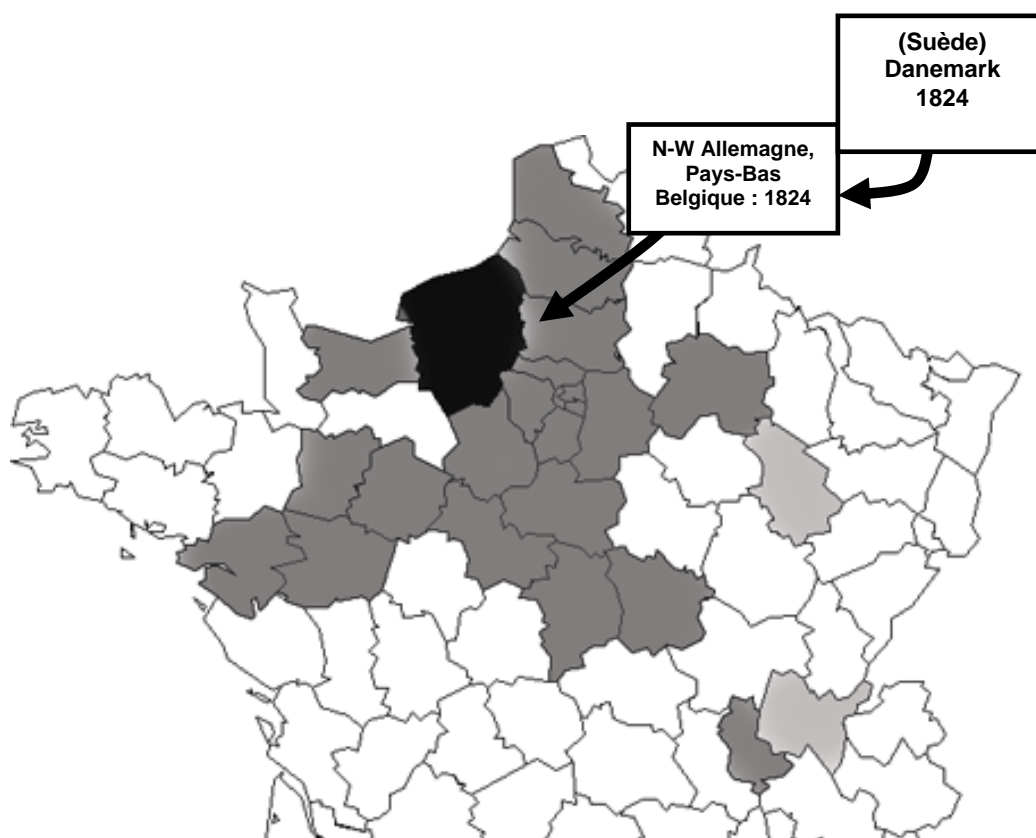 (Suède)
Danemark
1824
N-W Allemagne,
Pays-Bas
Belgique : 1824